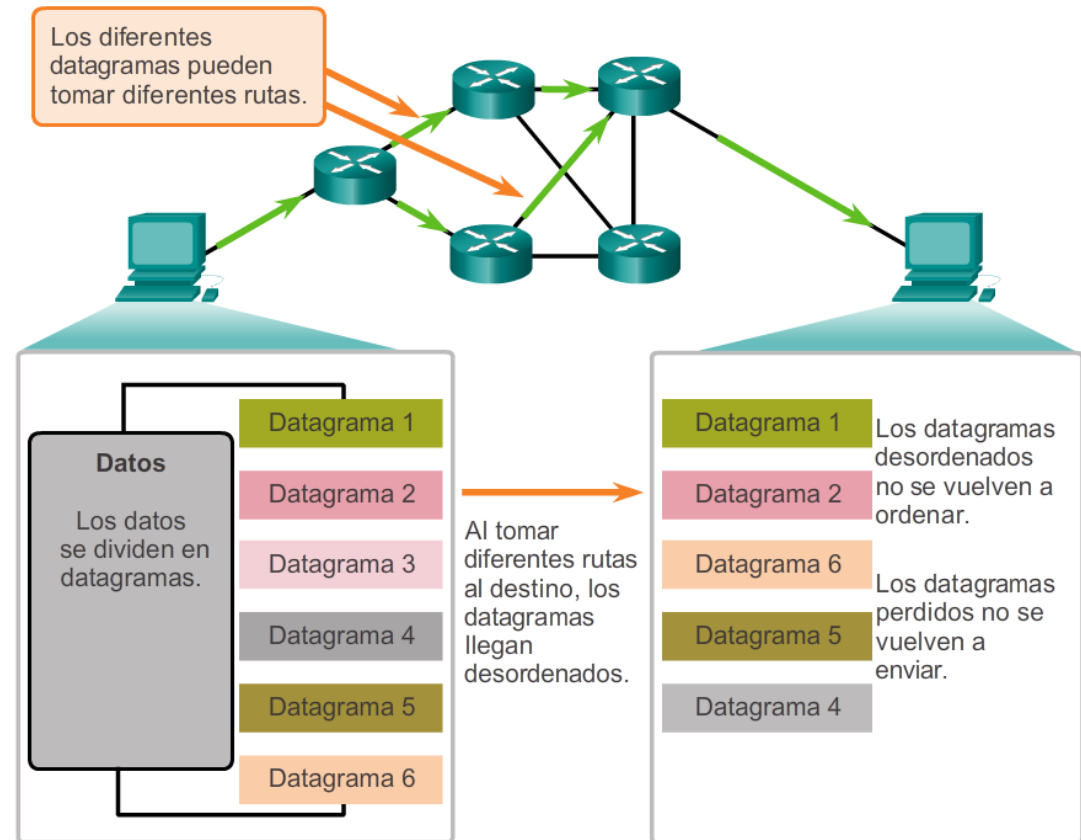 Los diferentes
datagramas pueden
tomar diferentes rutas.
Datos
Los datos
se dividen en
datagramas.
Datagrama 1
Datagrama 2
Datagrama 3
Datagrama 4
Datagrama 5
Datagrama 6
Al tomar
diferentes rutas
al destino, los
datagramas
llegan
desordenados.
Datagrama 1
Datagrama 2
Datagrama 6
Datagrama 5
Datagrama 4
Los datagramas
desordenados
no se vuelven a
ordenar.
Los datagramas
perdidos no se
vuelven a
enviar.